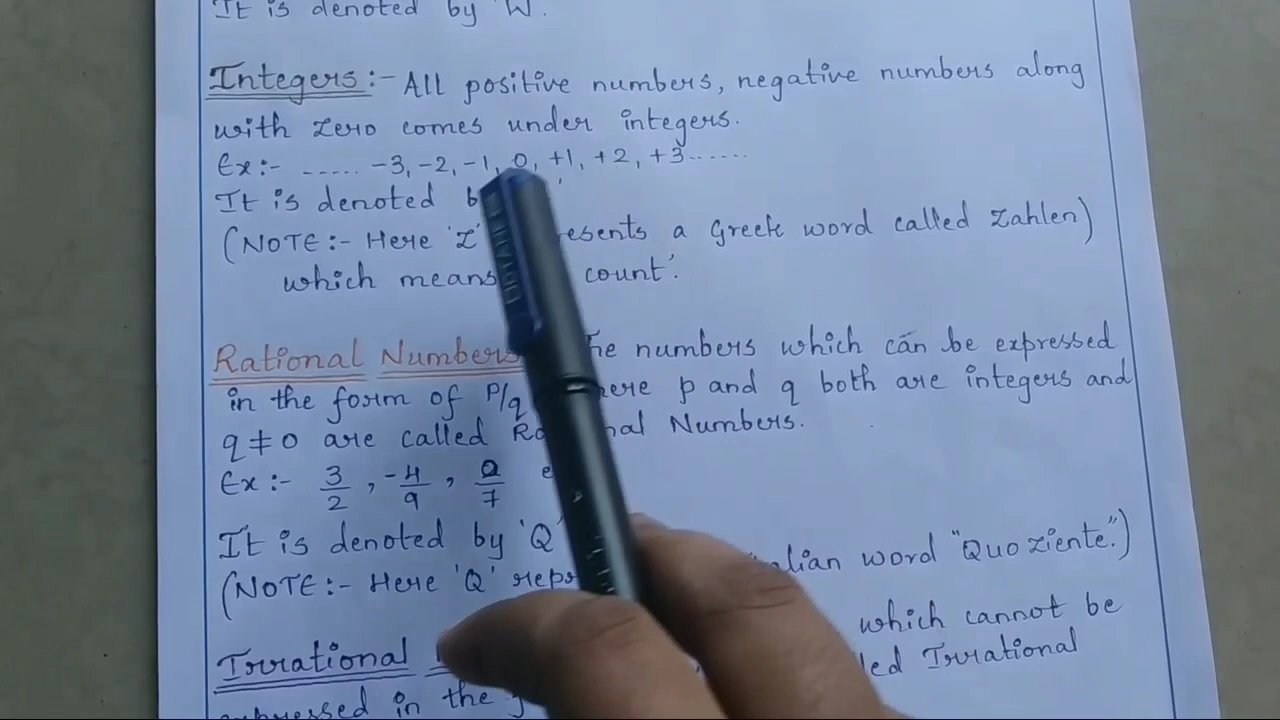 It is denoted by 'W'.
Integers:- All positive numbers, negative numbers along
with zero comes under integers.
Ex:- ..... -3, -2, -1, 0, +1, +2, +3......
It is denoted
(NOTE:- Here 'Z' esents a Greek word called Zahlen)
which means count'.
Rational Numbers he numbers which can be expressed
in the form of P/q here p and q both are integers and
q ≠ 0 are called Ra nal Numbers.
Ex:- 3/2, -4/9, 0/7
It is denoted by 'Q'
(NOTE:- Here 'Q' rep alian word "Quoziente.")
Irrational which cannot be
expressed in the led Irrational